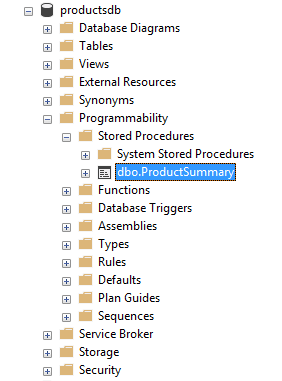 productsdb
Database Diagrams
Tables
Views
External Resources
Synonyms
Programmability
Stored Procedures
System Stored Procedures
dbo.ProductSummary
Functions
Database Triggers
Assemblies
Types
Rules
Defaults
Plan Guides
Sequences
Service Broker
Storage
Security